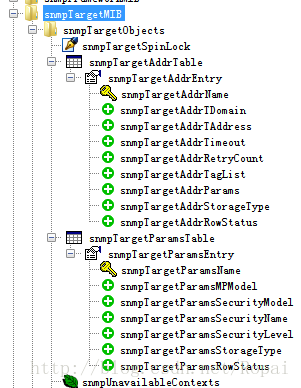 snmpTargetMIB
snmpTargetObjects
snmpTargetSpinLock
snmpTargetAddrTable
snmpTargetAddrEntry
snmpTargetAddrName
snmpTargetAddrTDomain
snmpTargetAddrTAddress
snmpTargetAddrTimeout
snmpTargetAddrRetryCount
snmpTargetAddrTagList
snmpTargetAddrParams
snmpTargetAddrStorageType
snmpTargetAddrRowStatus
snmpTargetParamsTable
snmpTargetParamsEntry
snmpTargetParamsName
snmpTargetParamsMPModel
snmpTargetParamsSecurityModel
snmpTargetParamsSecurityName
snmpTargetParamsSecurityLevel
snmpTargetParamsStorageType
snmpTargetParamsRowStatus
snmpUnavailableContexts